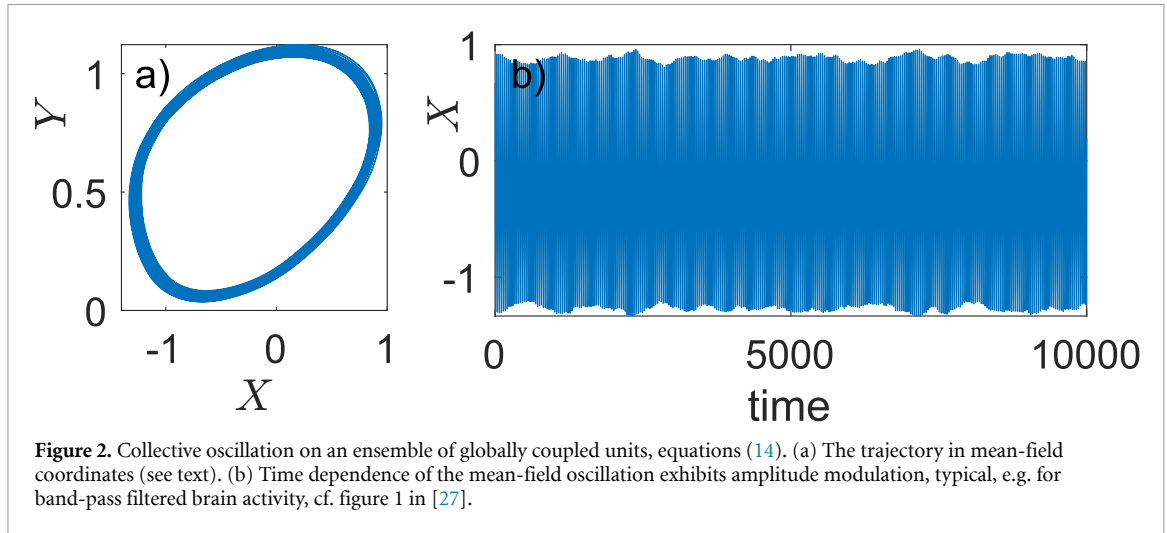 a)
Y
1
0.5
0
-1 0 1
X
b)
X
1
0
-1
0 5000 10000
time
Figure 2. Collective oscillation on an ensemble of globally coupled units, equations (14). (a) The trajectory in mean-field
coordinates (see text). (b) Time dependence of the mean-field oscillation exhibits amplitude modulation, typical, e.g. for
band-pass filtered brain activity, cf. figure 1 in [27].